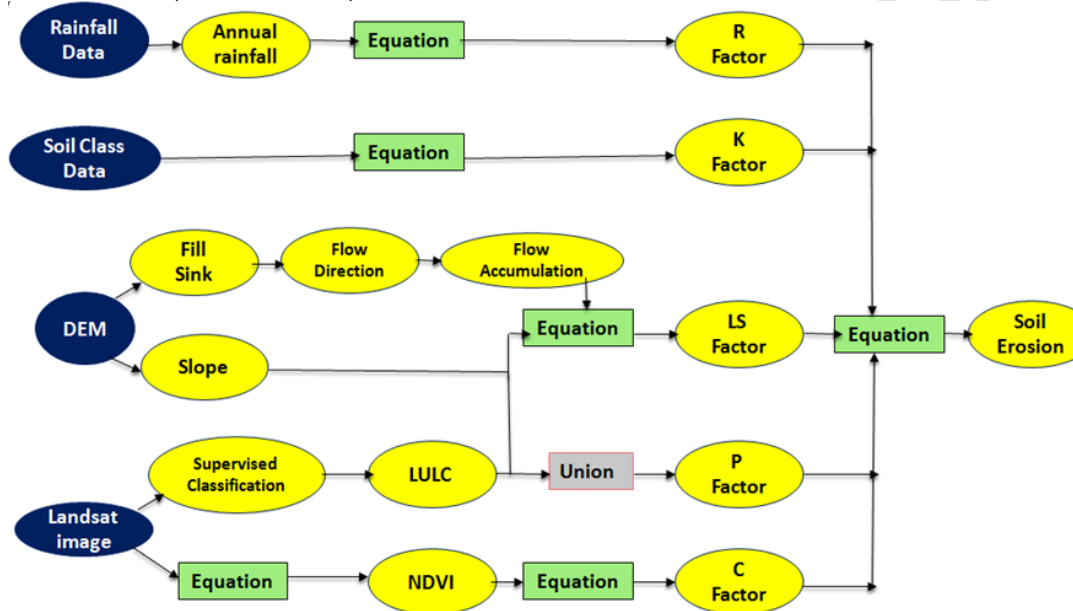 Rainfall
Data
Annual
rainfall
Equation
R
Factor
Soil Class
Data
Equation
K
Factor
Fill
Sink
Flow
Direction
Flow
Accumulation
DEM
Equation
LS
Factor
Equation
Soil
Erosion
Slope
Supervised
Classification
LULC
Union
P
Factor
Landsat
image
Equation
NDVI
Equation
C
Factor